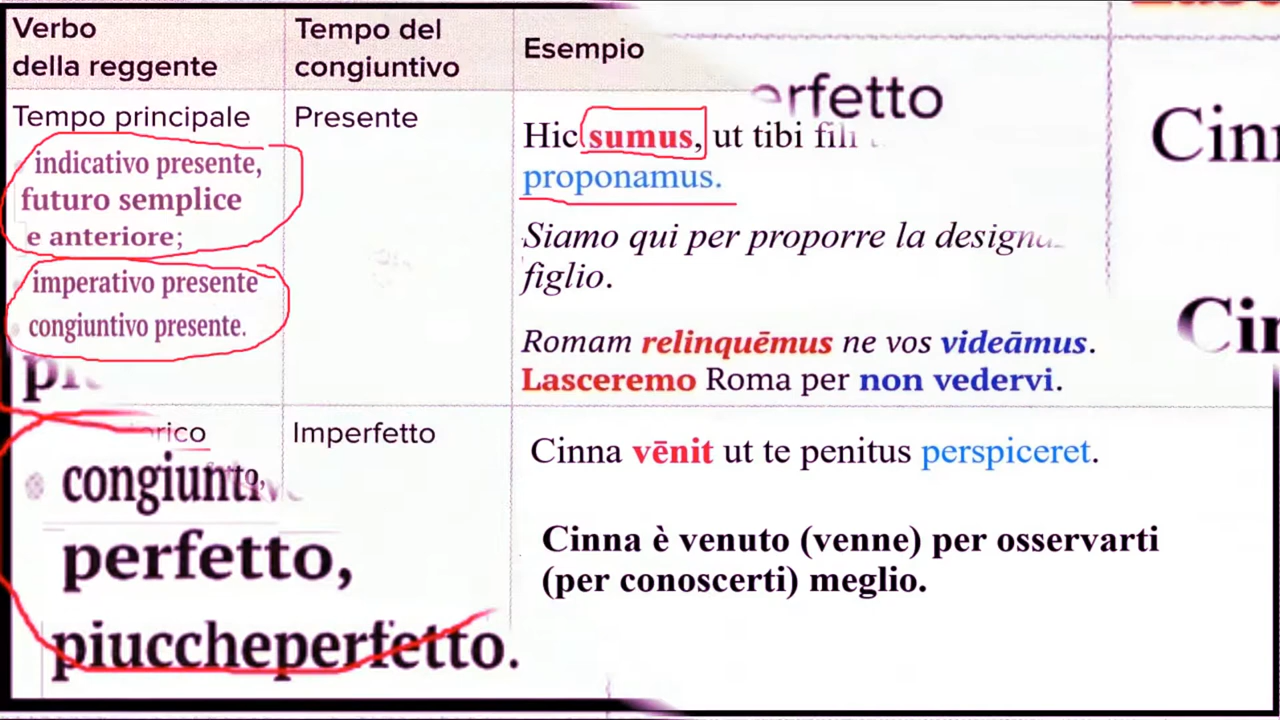 Verbo
della reggente
Tempo del
congiuntivo
Esempio
erfetto
Cin
Tempo principale
Presente
indicativo presente,
futuro semplice
e anteriore;
imperativo presente
congiuntivo presente.
Hic sumus, ut tibi fili
proponamus.
Siamo qui per proporre la
figlio.
Cin
Romam relinquēmus ne vos videāmus.
Lasceremo Roma per non vedervi.
Imperfetto
perfetto,
piuccheperfetto.
Cinna vēnit ut te penitus perspiceret.
Cinna è venuto (venne) per osservarti
(per conoscerti) meglio.